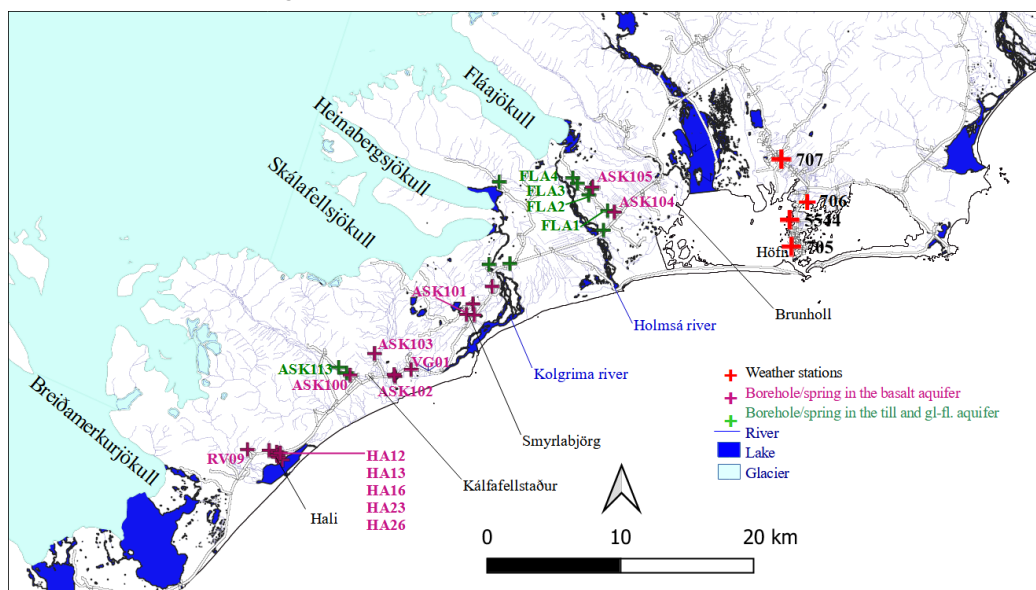 Fláajökull
Heinabergsjökull
Skálafellsjökull
Breiðamerkurjökull
707
706
5544
705
Höfn
FLA4
FLA3
FLA2
FLA1
ASK105
ASK104
Brunholl
Holmsá river
ASK101
Kolgrima river
ASK103
VG01
ASK113
ASK100
ASK102
Smyrlabjörg
Kálfafellstaður
RV09
HA12
HA13
HA16
HA23
HA26
Hali
Weather stations
Borehole/spring in the basalt aquifer
Borehole/spring in the till and gl-fl. aquifer
River
Lake
Glacier
0 10 20 km